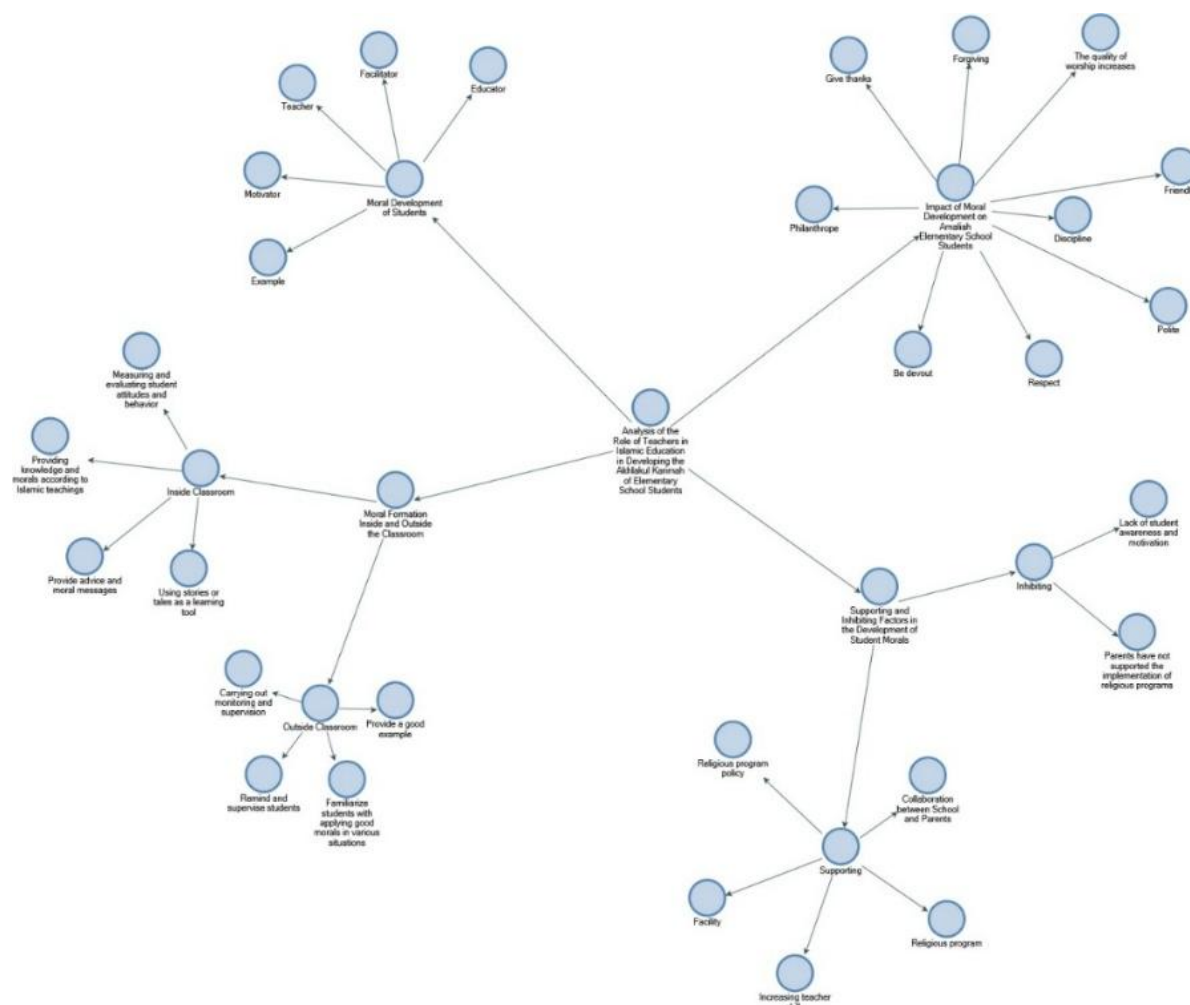 Facilitator
Teacher
Educator
Motivator
Moral Development
of Students
Example
Give thanks
Forgiving
The quality of
worship increases
Friendl
Philanthrope
Impact of Moral
Development on
Amaliah
Elementary School
Students
Discipline
Polite
Be devout
Respect
Analysis of the
Role of Teachers in
Islamic Education
in Developing the
Akhlakul Karimah
of Elementary
School Students
Measuring and
evaluating student
attitudes and
behavior
Providing
knowledge and
morals according to
Islamic teachings
Inside Classroom
Provide advice and
moral messages
Using stories or
tales as a learning
tool
Moral Formation
Inside and Outside
the Classroom
Carrying out
monitoring and
supervision
Outside Classroom
Provide a good
example
Remind and
supervise students
Familiarize
students with
applying good
morals in various
situations
Supporting and
Inhibiting Factors in
the Development of
Student Morals
Inhibiting
Lack of student
awareness and
motivation
Parents have not
supported the
implementation of
religious programs
Religious program
policy
Collaboration
between School
and Parents
Supporting
Facility
Religious program
Increasing teacher